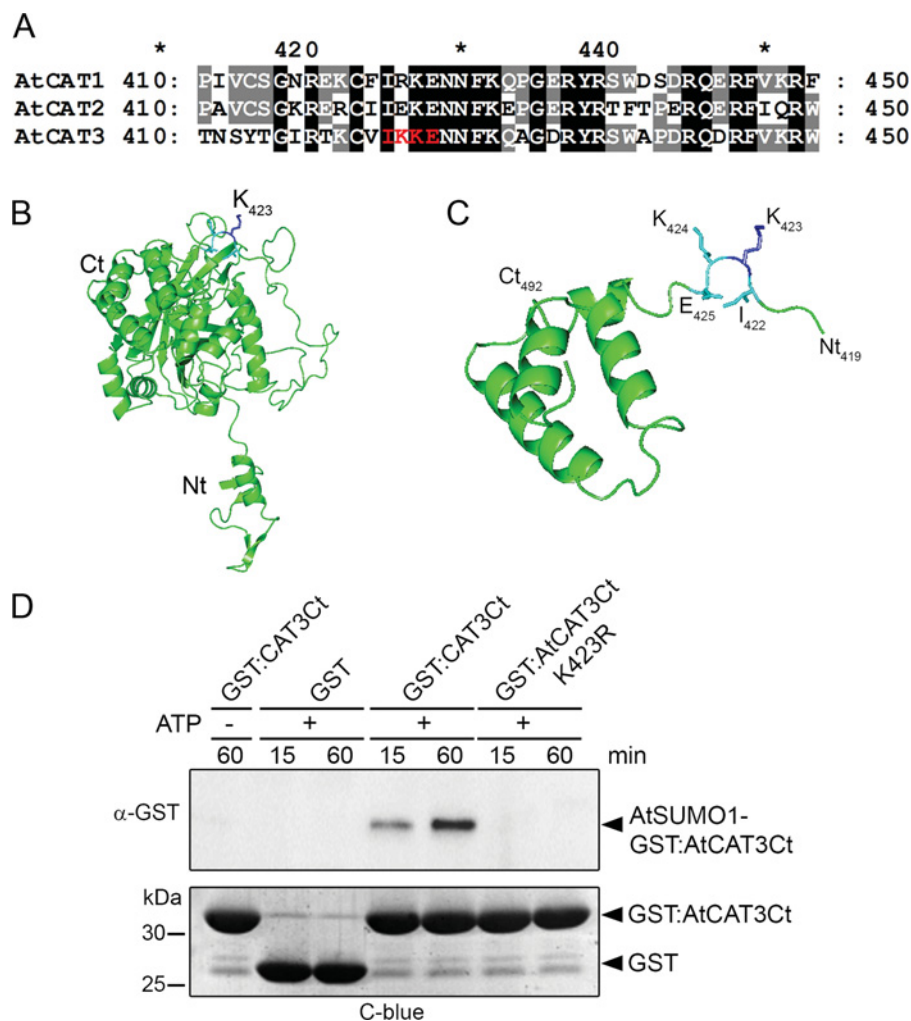 A
* 420 * 440 *
AtCAT1 410: PIVCSGNREKCFIRKENNFKQPGERYRSWDSDRQERFVKRF : 450
AtCAT2 410: PAVCSGKRERCIIEKENNFKEPGERYRTFTPERQERFIQRW : 450
AtCAT3 410: TNSYTGIRTKCVIKKENNFKQAGDRYRSWAPDRQDRFVKRW : 450
B
K423
Ct
Nt
C
K424
K423
Ct492
E425
I422
Nt419
D
GST:CAT3Ct
GST
GST:CAT3Ct
GST:AtCAT3Ct
K423R
ATP - + + +
60 15 60 15 60 15 60 min
α-GST
AtSUMO1-
GST:AtCAT3Ct
kDa
30
25
GST:AtCAT3Ct
GST
C-blue